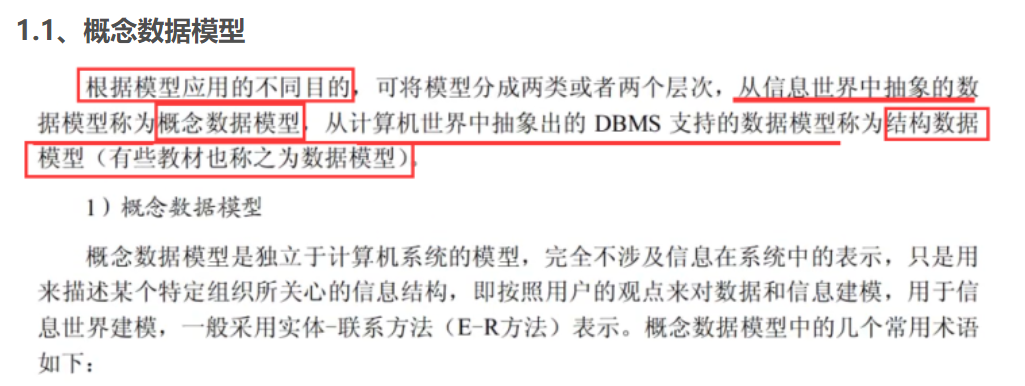 1.1、概念数据模型
根据模型应用的不同目的，可将模型分成两类或者两个层次，从信息世界中抽象的数
据模型称为概念数据模型，从计算机世界中抽象出的 DBMS 支持的数据模型称为结构数据
模型（有些教材也称之为数据模型）。
1）概念数据模型
概念数据模型是独立于计算机系统的模型，完全不涉及信息在系统中的表示，只是用
来描述某个特定组织所关心的信息结构，即按照用户的观点来对数据和信息建模，用于信
息世界建模，一般采用实体-联系方法（E-R方法）表示。概念数据模型中的几个常用术语
如下：